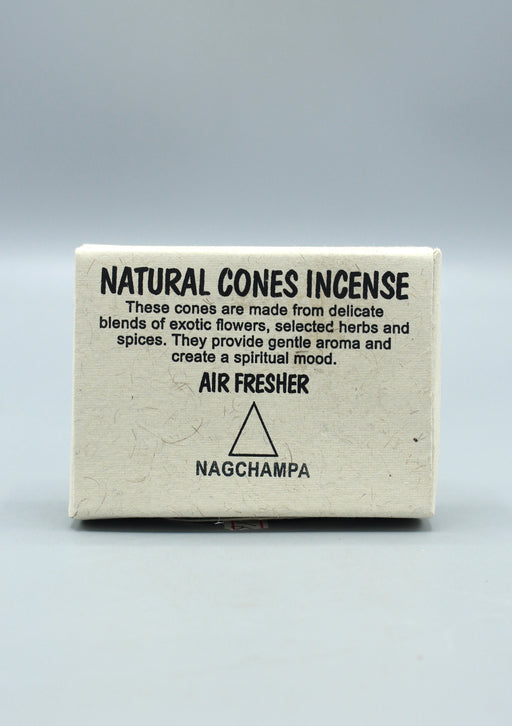 NATURAL CONES INCENSE
These cones are made from delicate
blends of exotic flowers, selected herbs and
spices. They provide gentle aroma and
create a spiritual mood.
AIR FRESHER
NAGCHAMPA